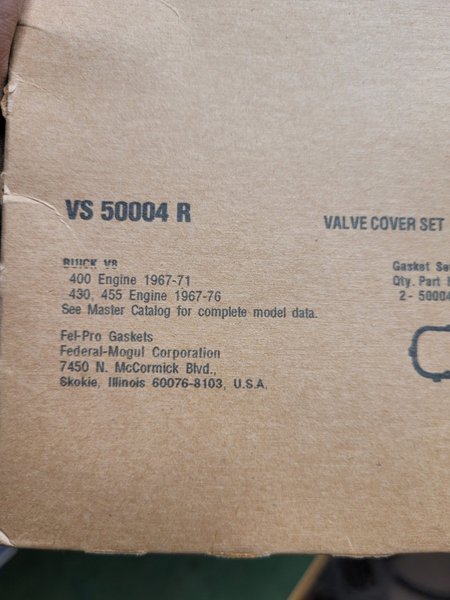 VS 50004 R
VALVE COVER SET
BUICK V8
400 Engine 1967-71
430, 455 Engine 1967-76
See Master Catalog for complete model data.
Fel-Pro Gaskets
Federal-Mogul Corporation
7450 N. McCormick Blvd.,
Skokie, Illinois 60076-8103, U.S.A.
Gasket Se
Qty. Part
2 - 50004